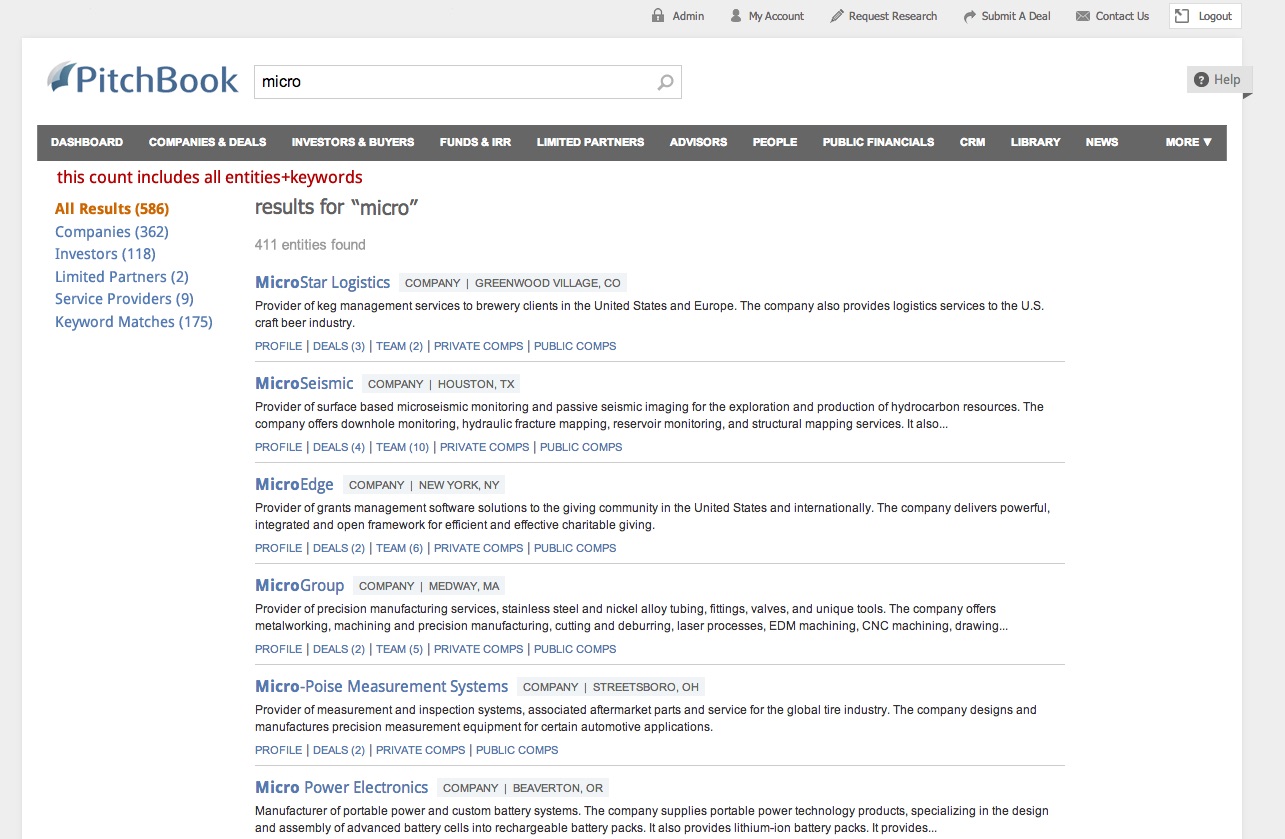 Admin My Account Request Research Submit A Deal Contact Us Logout
PitchBook micro ? Help
DASHBOARD COMPANIES & DEALS INVESTORS & BUYERS FUNDS & IRR LIMITED PARTNERS ADVISORS PEOPLE PUBLIC FINANCIALS CRM LIBRARY NEWS MORE ▼
this count includes all entities+keywords
All Results (586)
Companies (362)
Investors (118)
Limited Partners (2)
Service Providers (9)
Keyword Matches (175)
results for “micro”
411 entities found
MicroStar Logistics COMPANY | GREENWOOD VILLAGE, CO
Provider of keg management services to brewery clients in the United States and Europe. The company also provides logistics services to the U.S.
craft beer industry.
PROFILE | DEALS (3) | TEAM (2) | PRIVATE COMPS | PUBLIC COMPS
MicroSeismic COMPANY | HOUSTON, TX
Provider of surface based microseismic monitoring and passive seismic imaging for the exploration and production of hydrocarbon resources. The
company offers downhole monitoring, hydraulic fracture mapping, reservoir monitoring, and structural mapping services. It also...
PROFILE | DEALS (4) | TEAM (10) | PRIVATE COMPS | PUBLIC COMPS
MicroEdge COMPANY | NEW YORK, NY
Provider of grants management software solutions to the giving community in the United States and internationally. The company delivers powerful,
integrated and open framework for efficient and effective charitable giving.
PROFILE | DEALS (2) | TEAM (6) | PRIVATE COMPS | PUBLIC COMPS
MicroGroup COMPANY | MEDWAY, MA
Provider of precision manufacturing services, stainless steel and nickel alloy tubing, fittings, valves, and unique tools. The company offers
metalworking, machining and precision manufacturing, cutting and deburring, laser processes, EDM machining, CNC machining, drawing...
PROFILE | DEALS (2) | TEAM (5) | PRIVATE COMPS | PUBLIC COMPS
Micro-Poise Measurement Systems COMPANY | STREETSBORO, OH
Provider of measurement and inspection systems, associated aftermarket parts and service for the global tire industry. The company designs and
manufactures precision measurement equipment for certain automotive applications.
PROFILE | DEALS (2) | PRIVATE COMPS | PUBLIC COMPS
Micro Power Electronics COMPANY | BEAVERTON, OR
Manufacturer of portable power and custom battery systems. The company supplies portable power technology products, specializing in the design
and assembly of advanced battery cells into rechargeable battery packs. It also provides lithium-ion battery packs. It provides...